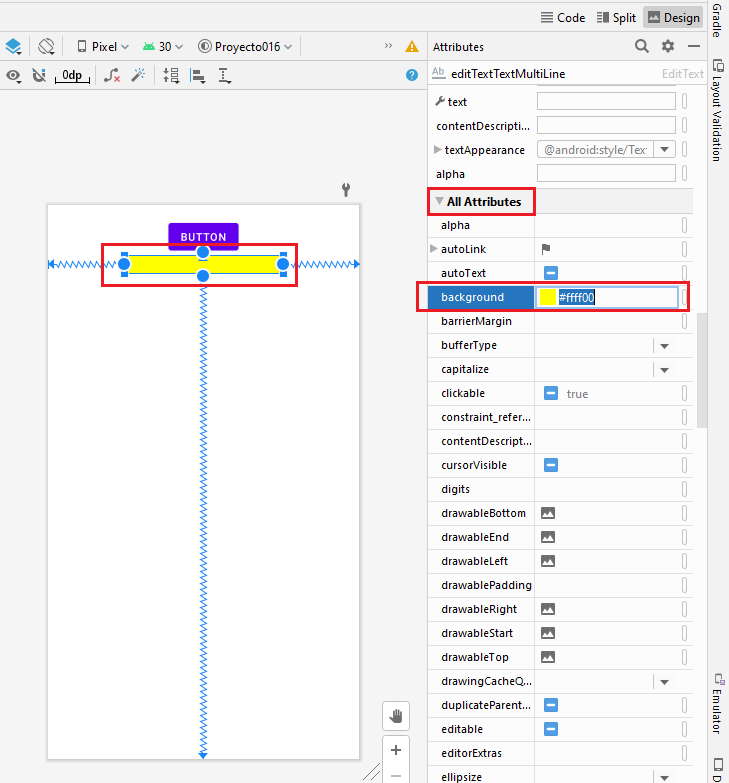 Code Split Design
Pixel 30 Proyecto016
0dp
BUTTON
Attributes
Ab editTextTextMultiLine EditText
text
contentDescripti...
textAppearance @android:style/Tex
alpha
All Attributes
alpha
autoLink
autoText
background #ffff00
barrierMargin
bufferType
capitalize
clickable true
constraint_refer...
contentDescript...
cursorVisible
digits
drawableBottom
drawableEnd
drawableLeft
drawablePadding
drawableRight
drawableStart
drawableTop
drawingCacheQ...
duplicateParent...
editable
editorExtras
ellipsize
Gradle
Layout Validation
Emulator
D